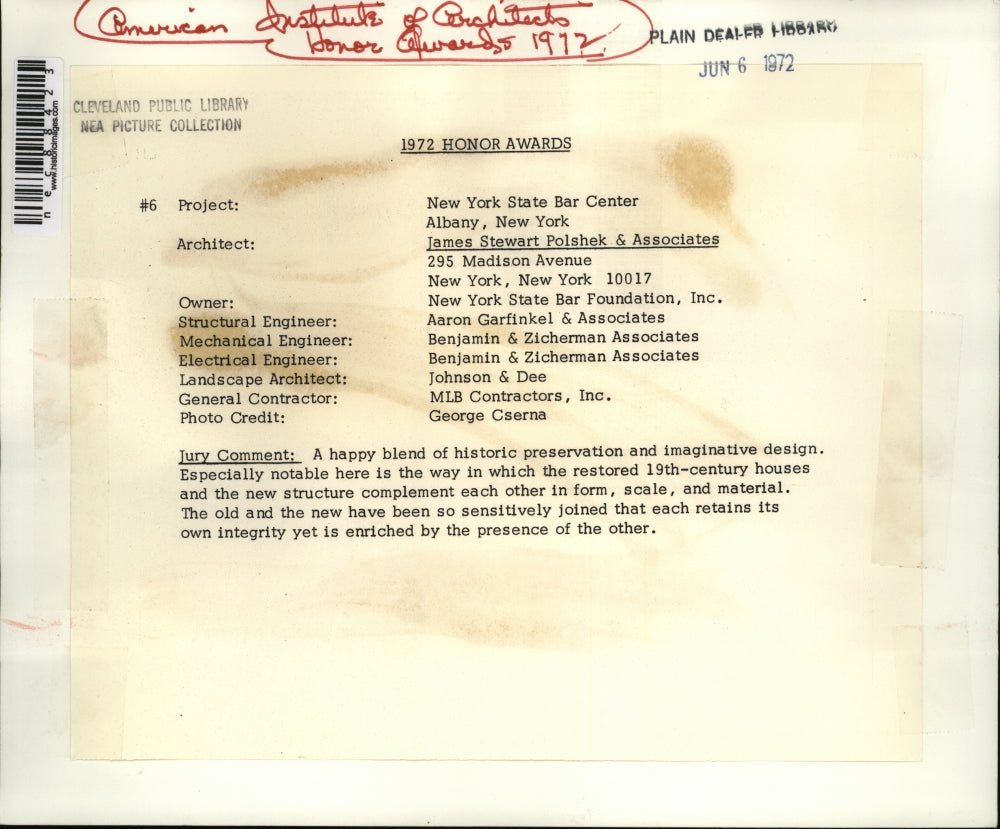 American Institute of Architects
Honor Awards 1972.
PLAIN DEALER LIBRARY
JUN 6 1972
CLEVELAND PUBLIC LIBRARY
NEA PICTURE COLLECTION
nec88423
www.historicimages.com
1972 HONOR AWARDS
#6 Project: New York State Bar Center
Albany, New York
Architect: James Stewart Polshek & Associates
295 Madison Avenue
New York, New York 10017
Owner: New York State Bar Foundation, Inc.
Structural Engineer: Aaron Garfinkel & Associates
Mechanical Engineer: Benjamin & Zicherman Associates
Electrical Engineer: Benjamin & Zicherman Associates
Landscape Architect: Johnson & Dee
General Contractor: MLB Contractors, Inc.
Photo Credit: George Cserna
Jury Comment: A happy blend of historic preservation and imaginative design.
Especially notable here is the way in which the restored 19th-century houses
and the new structure complement each other in form, scale, and material.
The old and the new have been so sensitively joined that each retains its
own integrity yet is enriched by the presence of the other.